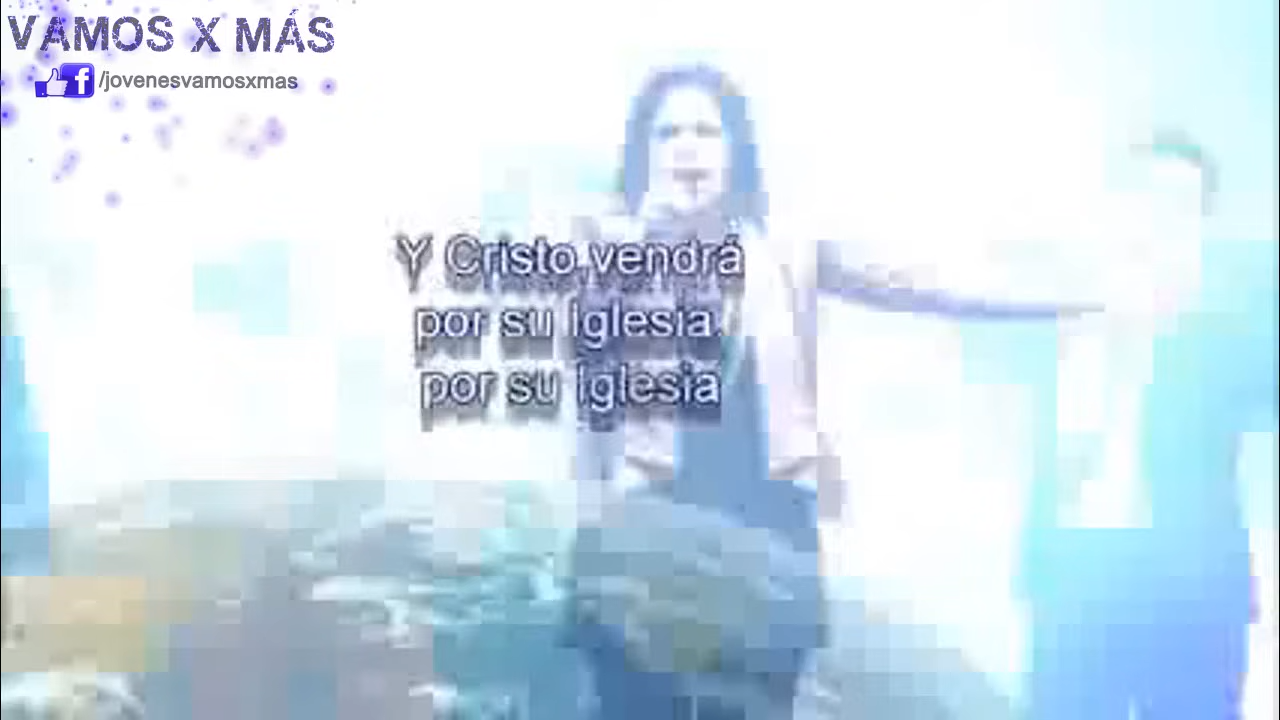 VAMOS X MÁS
/jovenesvamosxmas
Y Cristo vendrá
por su Iglesia,
por su Iglesia